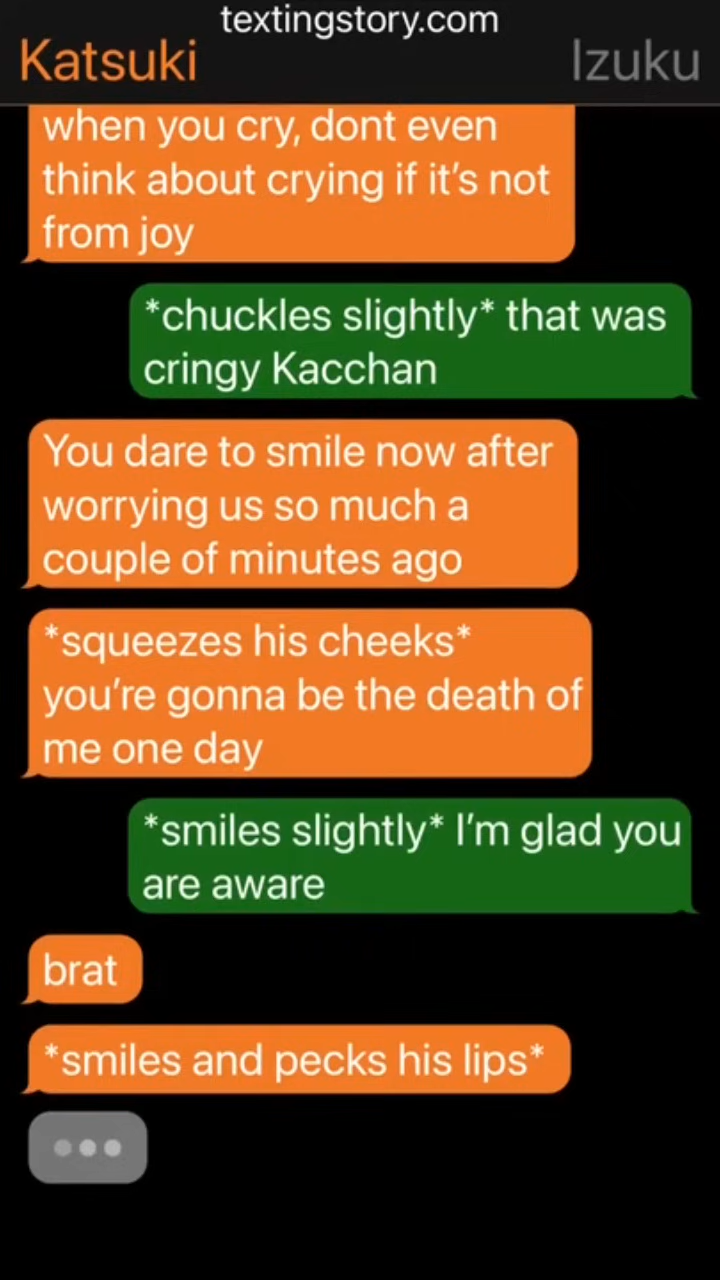 textingstory.com
Katsuki
Izuku
when you cry, dont even
think about crying if it’s not
from joy
*chuckles slightly* that was
cringy Kacchan
You dare to smile now after
worrying us so much a
couple of minutes ago
*squeezes his cheeks*
you’re gonna be the death of
me one day
*smiles slightly* I’m glad you
are aware
brat
*smiles and pecks his lips*